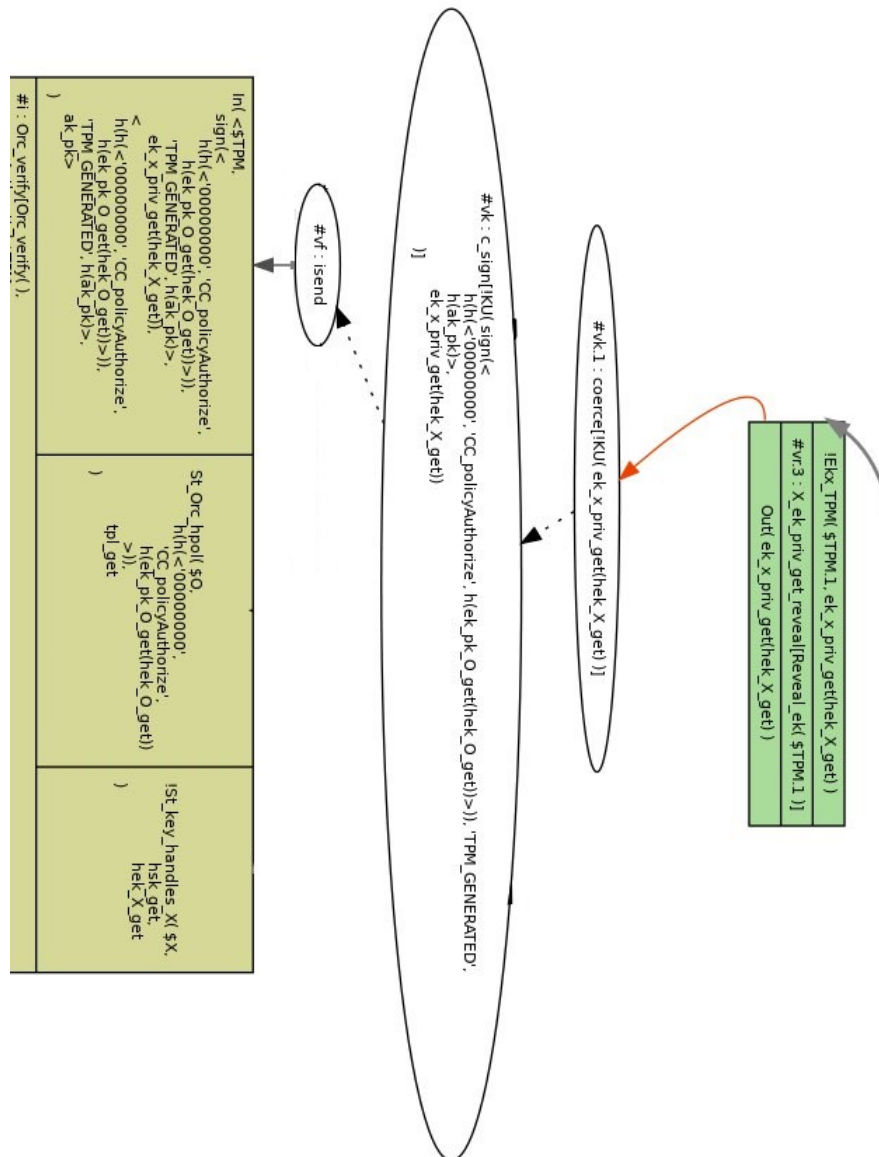 !Ekx_TPM( $TPM.1, ek_x_priv_get(hek_X_get) )
#vr.3 : X_ek_priv_get_reveal[Reveal_ek( $TPM.1 )]
Out( ek_x_priv_get(hek_X_get) )
#vk.1 : coerce[!KU( ek_x_priv_get(hek_X_get) )]
#vk : c_sign[!KU( sign(<
h(h(<'00000000', 'CC_policyAuthorize', h(ek_pk_O_get(hek_O_get))>)), 'TPM_GENERATED',
h(ak_pk)>,
ek_x_priv_get(hek_X_get))
)]
#vf : isend
In( <$TPM,
sign(<
h(h(<'00000000', 'CC_policyAuthorize',
h(ek_pk_O_get(hek_O_get))>)),
'TPM_GENERATED', h(ak_pk)>,
ek_x_priv_get(hek_X_get)),
<
h(h(<'00000000', 'CC_policyAuthorize',
h(ek_pk_O_get(hek_O_get))>)),
'TPM_GENERATED', h(ak_pk)>,
ak_pk>
)
St_Orc_hpol( $O,
h(h(<'00000000',
'CC_policyAuthorize',
h(ek_pk_O_get(hek_O_get))
>)),
tpl_get
)
!St_key_handles_X( $X,
hsk_get,
hek_X_get
)
#i : Orc_verify[Orc_verify( ),